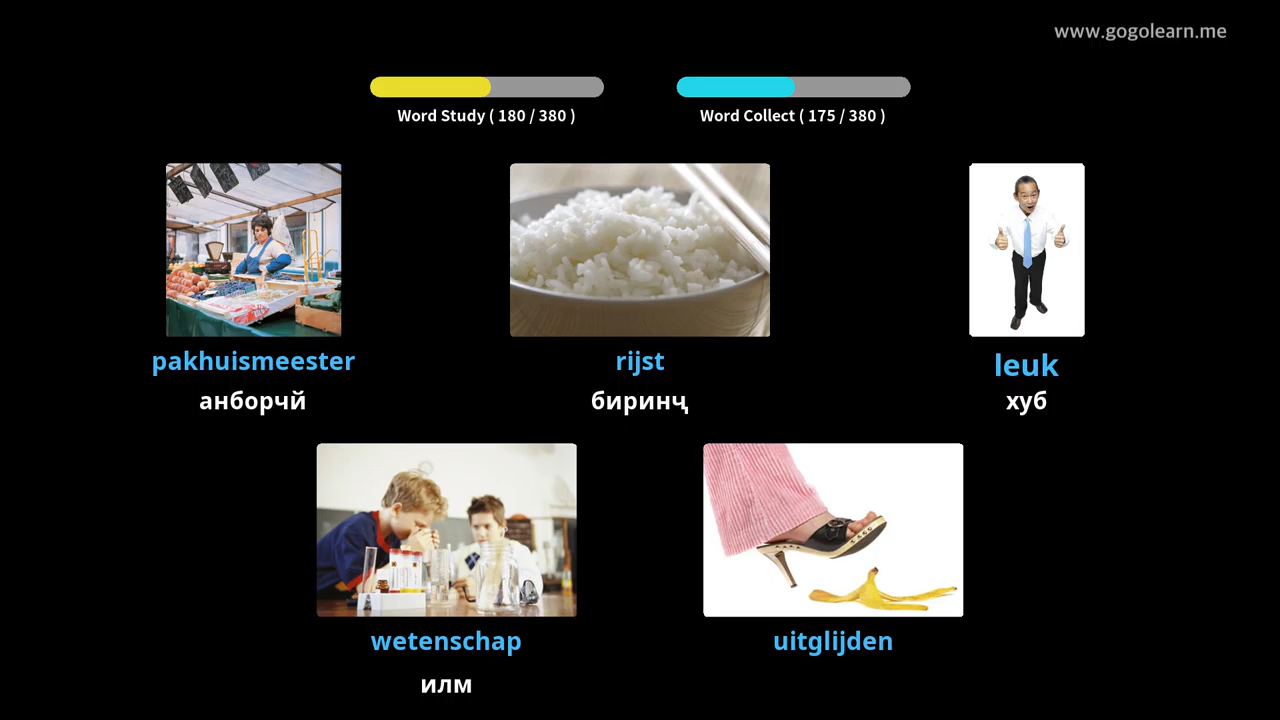 www.gogolearn.me
Word Study ( 180 / 380 )
Word Collect ( 175 / 380 )
pakhuismeester
rijst
leuk
анборчй
биринҷ
хуб
wetenschap
uitglijden
илм